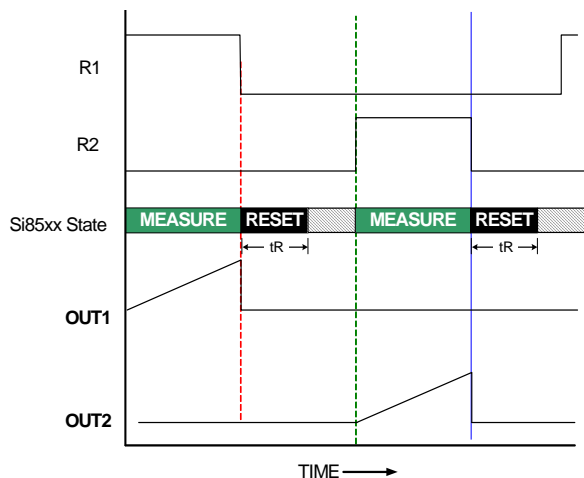 R1
R2
Si85xx State
MEASURE RESET MEASURE RESET
tR tR
OUT1
OUT2
TIME